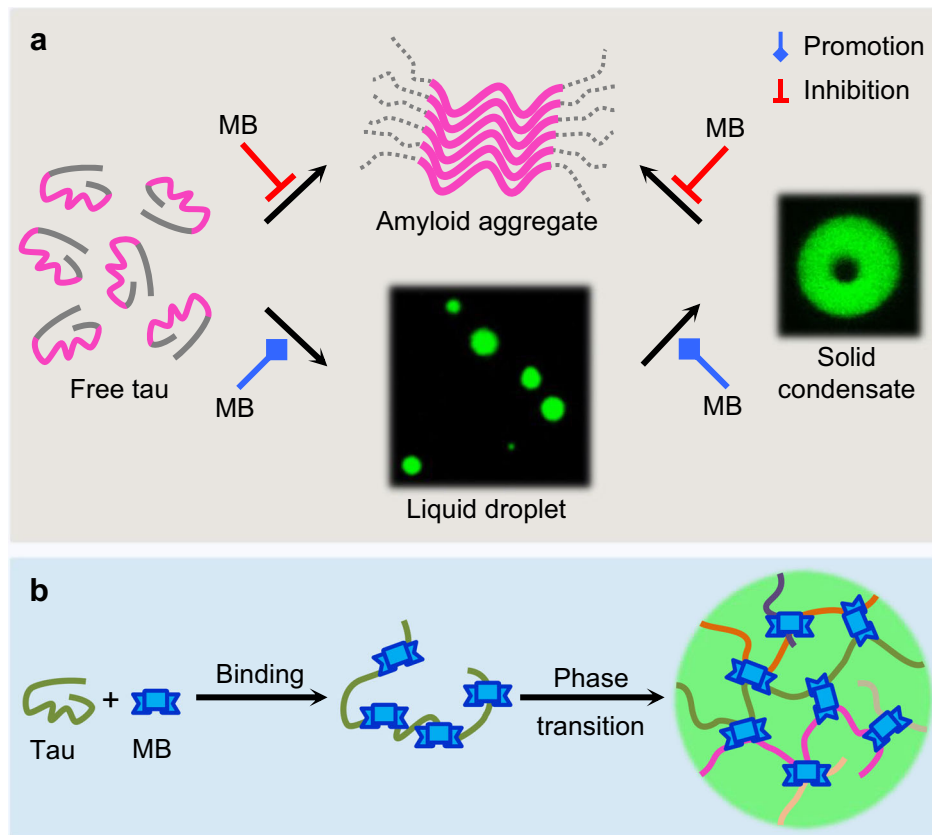 a
Promotion
Inhibition
MB
MB
Amyloid aggregate
Free tau
MB
Liquid droplet
MB
Solid
condensate
b
Tau
+
MB
Binding
Phase
transition